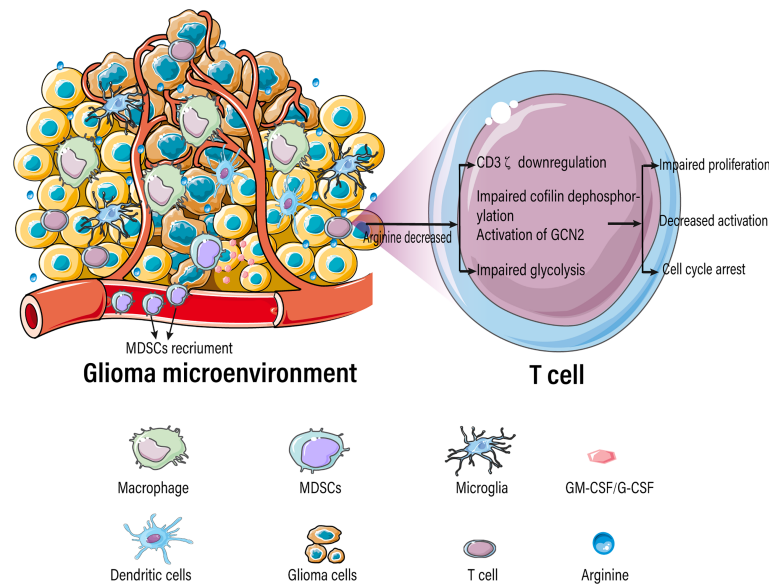 CD3 ζ downregulation
Impaired cofilin dephosphor-
ylation
Activation of GCN2
Impaired glycolysis
Arginine decreased
Impaired proliferation
Decreased activation
Cell cycle arrest
MDSCs recriument
Glioma microenvironment
T cell
Macrophage
MDSCs
Microglia
GM-CSF/G-CSF
Dendritic cells
Glioma cells
T cell
Arginine